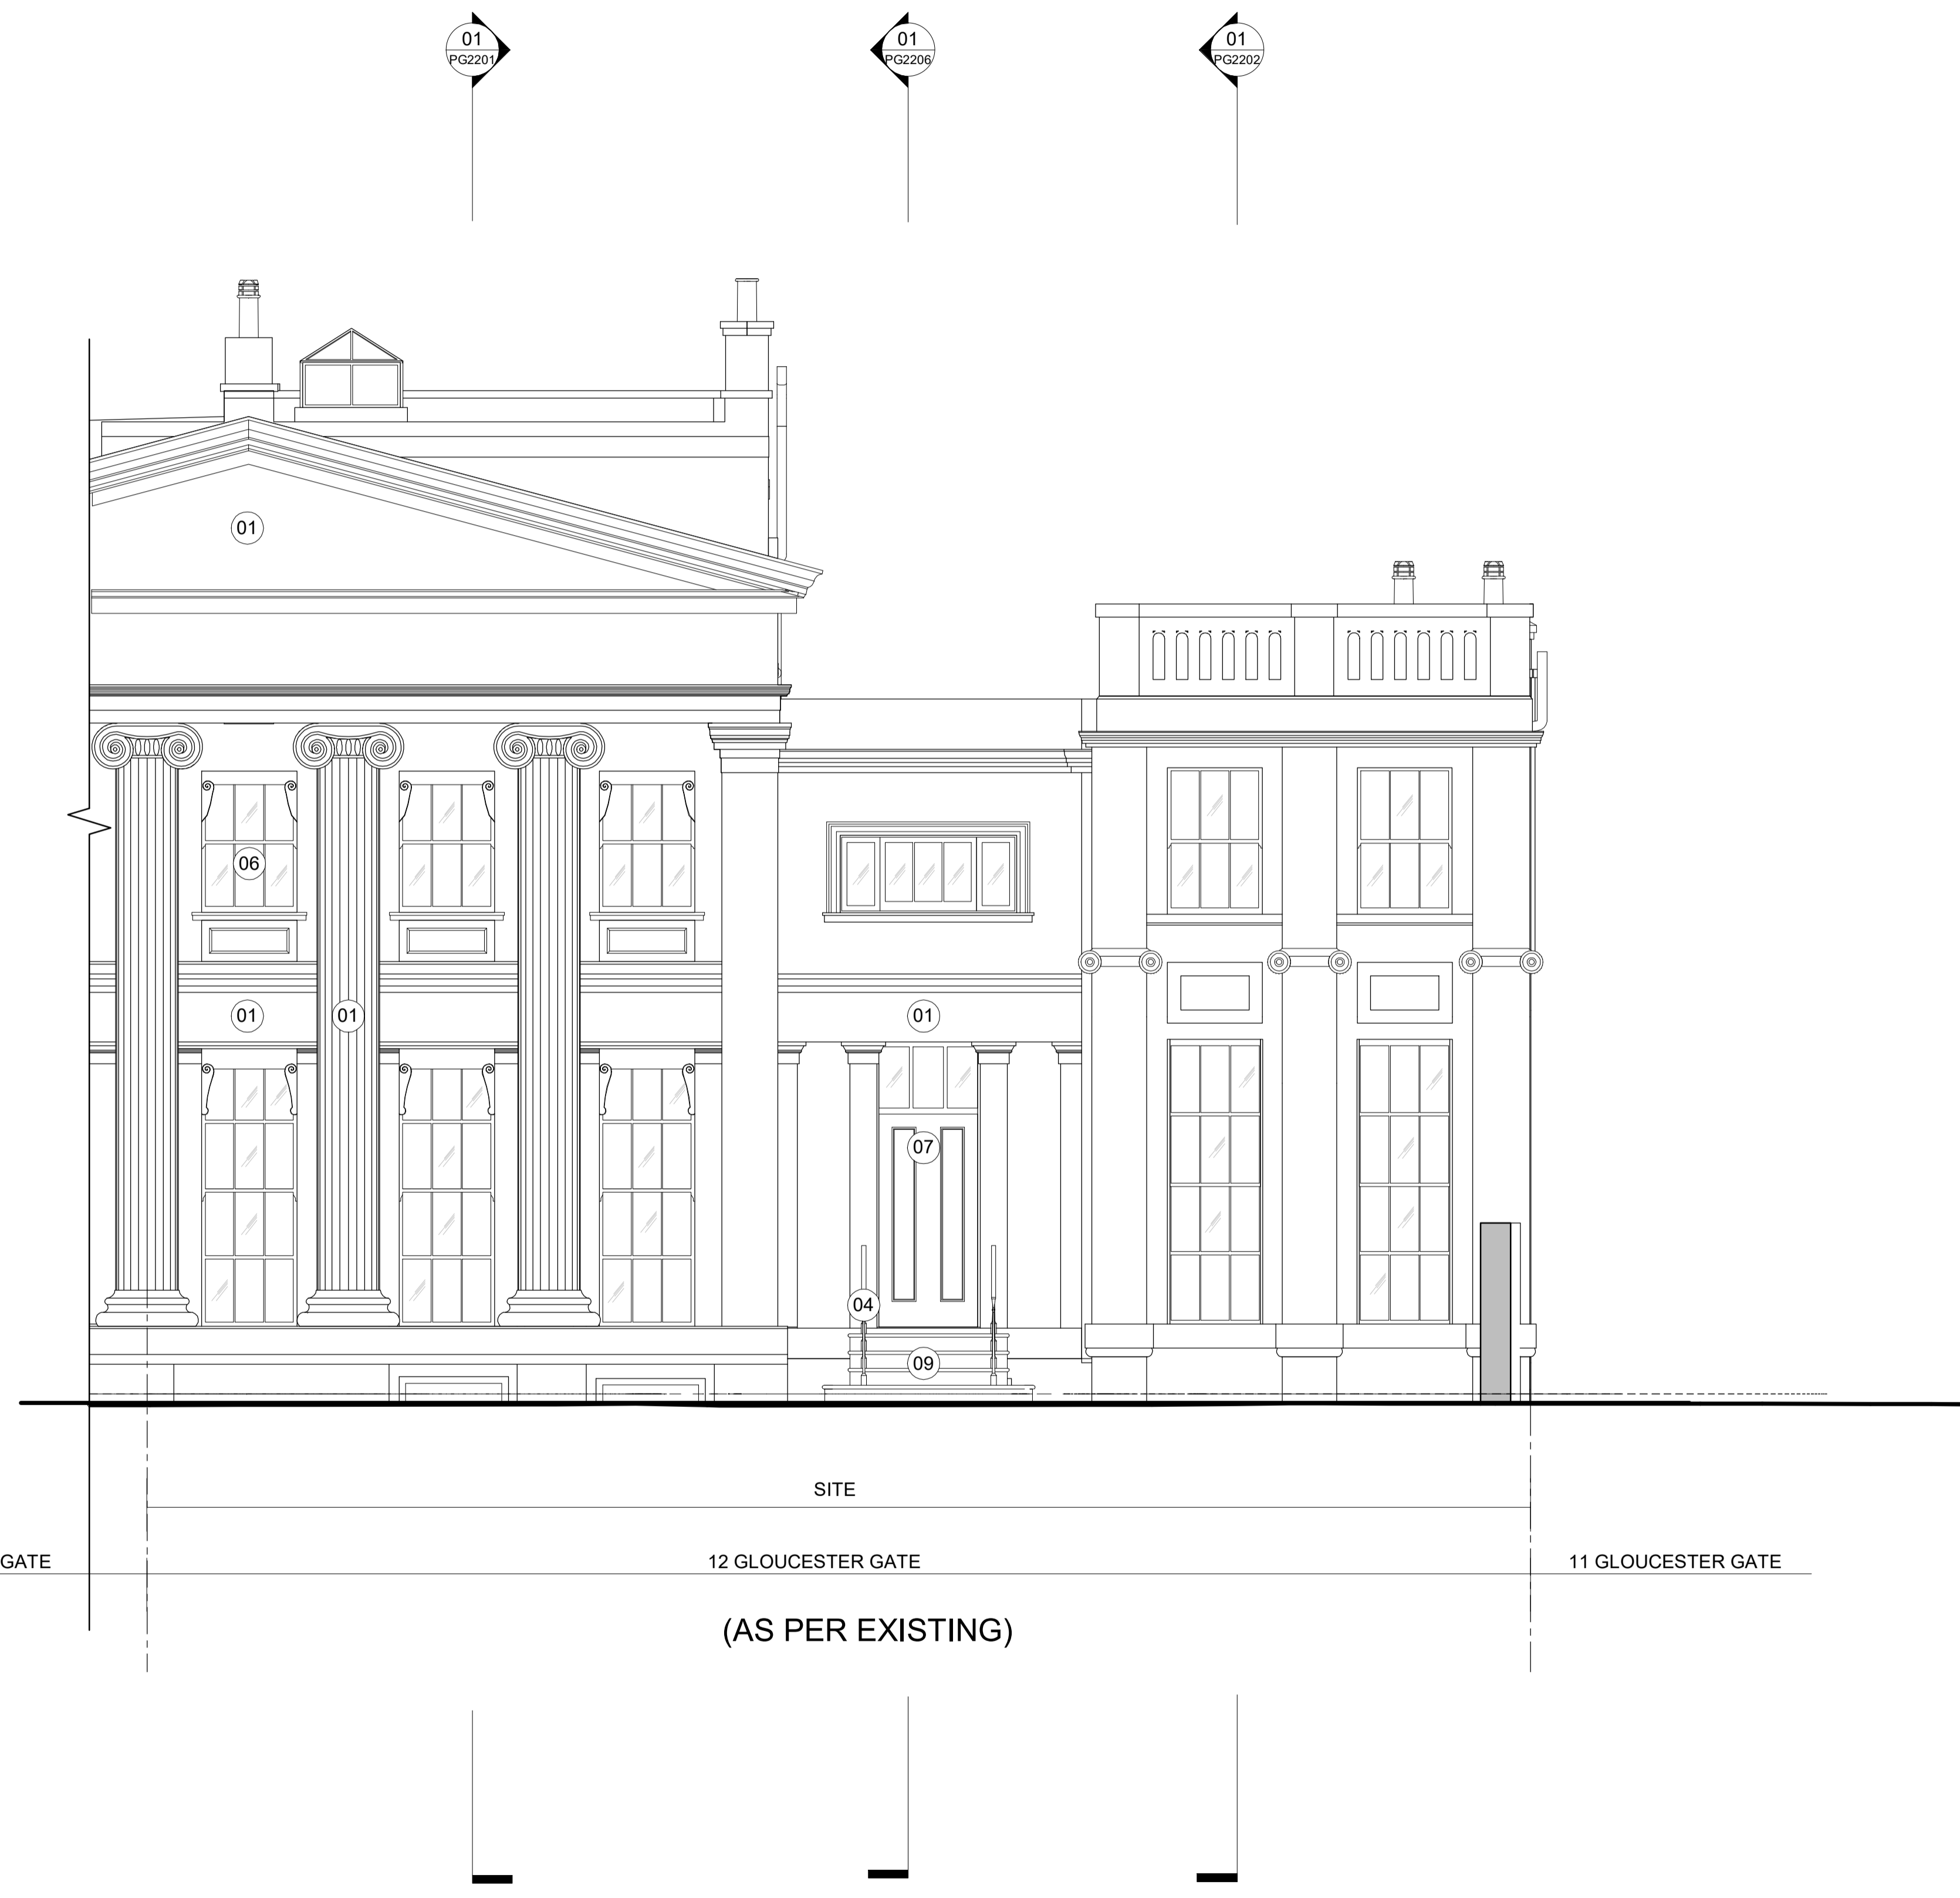 01
PG2201
01
PG2206
01
PG2202
01
06
01
01
01
07
04
09
SITE
GATE
12 GLOUCESTER GATE
11 GLOUCESTER GATE
(AS PER EXISTING)